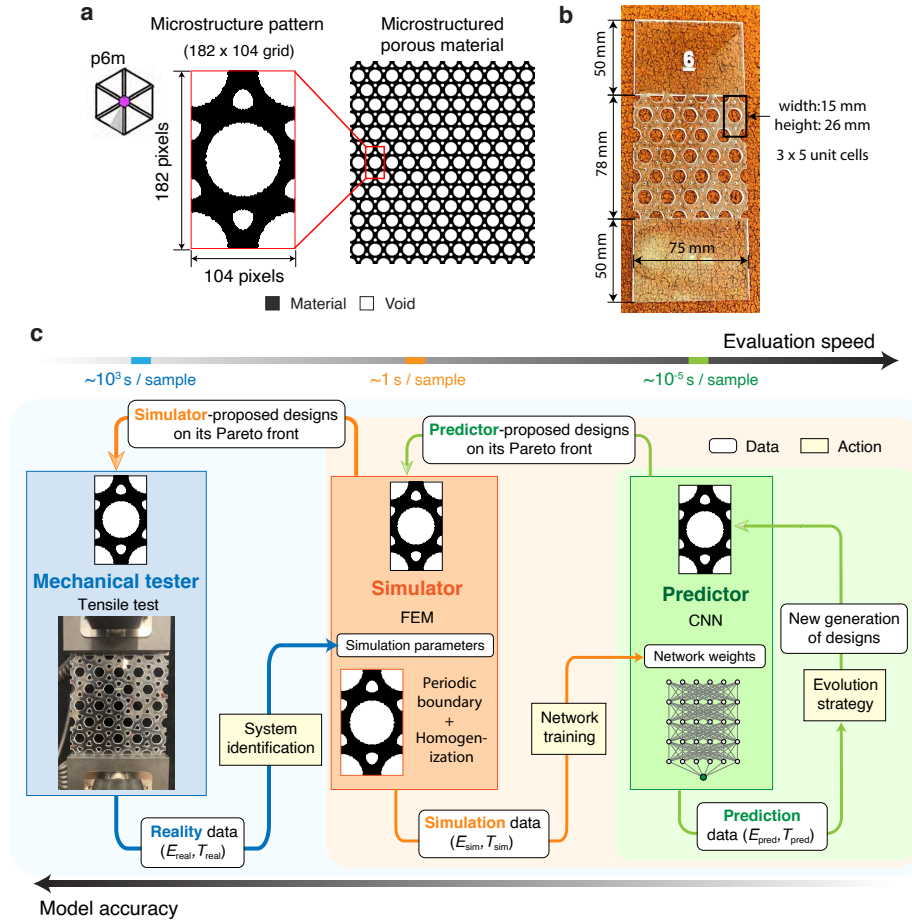 a
Microstructure pattern
(182 x 104 grid)
p6m
182 pixels
104 pixels
Microstructured
porous material
Material
Void
b
50 mm
78 mm
50 mm
6
75 mm
width:15 mm
height: 26 mm
3 x 5 unit cells
c
Evaluation speed
~10³ s / sample
~1 s / sample
~10⁻⁵ s / sample
Simulator-proposed designs
on its Pareto front
Predictor-proposed designs
on its Pareto front
Data
Action
Mechanical tester
Tensile test
Simulator
FEM
Simulation parameters
Periodic
boundary
+
Homogen-
ization
Predictor
CNN
Network weights
New generation
of designs
Evolution
strategy
System
identification
Network
training
Reality data
(E_real, T_real)
Simulation data
(E_sim, T_sim)
Prediction
data (E_pred, T_pred)
Model accuracy